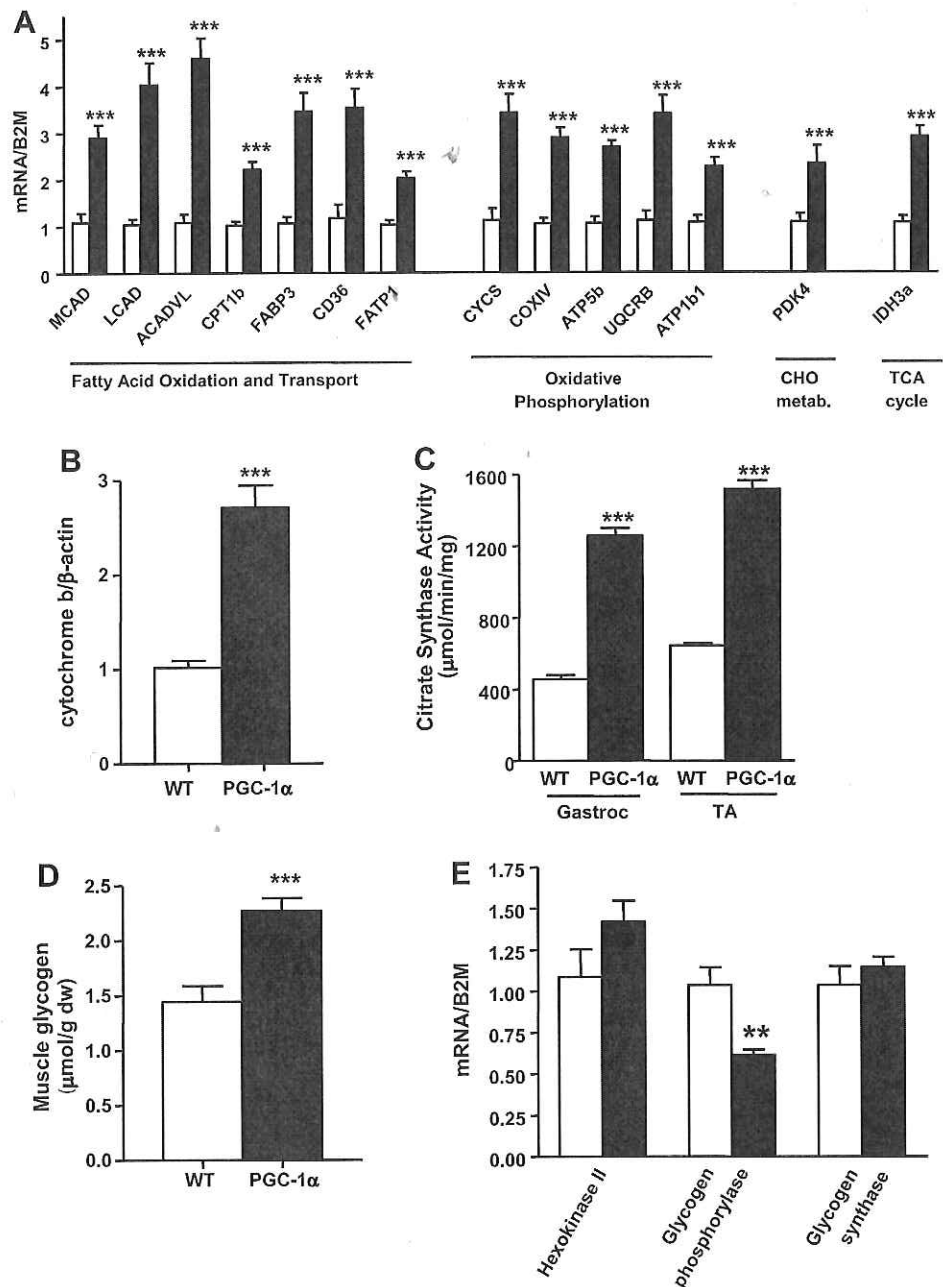 A
mRNA/B2M
5
4
3
2
1
0
*** *** *** *** *** *** *** *** *** *** *** *** *** ***
MCAD LCAD ACADVL CPT1b FABP3 CD36 FATP1 CYCS COXIV ATP5b UQCRB ATP1b1 PDK4 IDH3a
Fatty Acid Oxidation and Transport
Oxidative
Phosphorylation
CHO
metab.
TCA
cycle
B
cytochrome b/β-actin
3
2
1
0
***
WT PGC-1α
C
Citrate Synthase Activity
(μmol/min/mg)
1600
1200
800
400
0
*** ***
WT PGC-1α WT PGC-1α
Gastroc TA
D
Muscle glycogen
(μmol/g dw)
2.5
2.0
1.5
1.0
0.5
0.0
***
WT PGC-1α
E
mRNA/B2M
1.75
1.50
1.25
1.00
0.75
0.50
0.25
0.00
**
Hexokinase II
Glycogen
phosphorylase
Glycogen
synthase